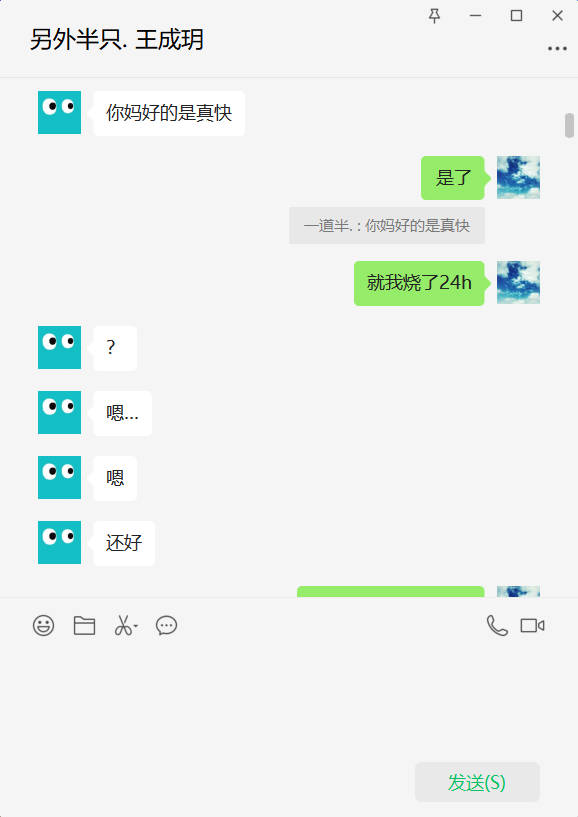 另外半只. 王成玥
你妈好的是真快
是了
一道半. : 你妈好的是真快
就我烧了24h
?
嗯...
嗯
还好
发送(S)